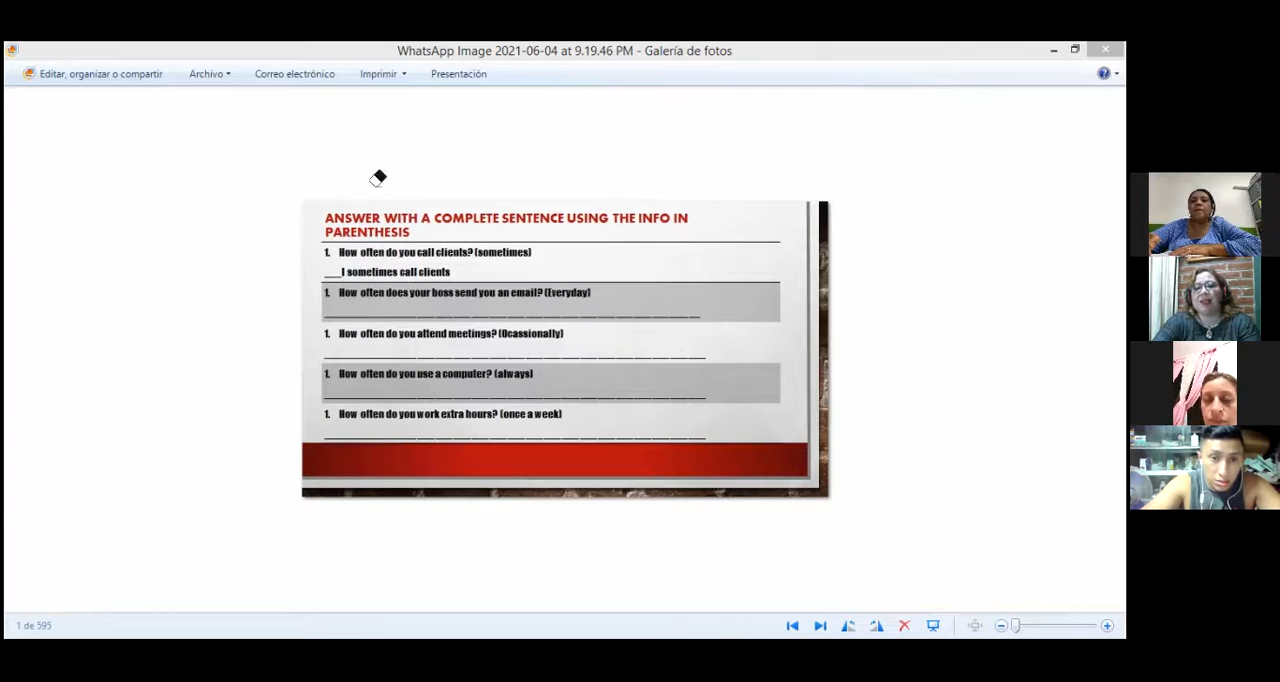 WhatsApp Image 2021-06-04 at 9.19.46 PM - Galería de fotos
Editar, organizar o compartir Archivo Correo electrónico Imprimir Presentación
ANSWER WITH A COMPLETE SENTENCE USING THE INFO IN
PARENTHESIS
1. How often do you call clients? (sometimes)
___I sometimes call clients
1. How often does your boss send you an email? (Everyday)
1. How often do you attend meetings? (Ocassionally)
1. How often do you use a computer? (always)
1. How often do you work extra hours? (once a week)
1 de 595